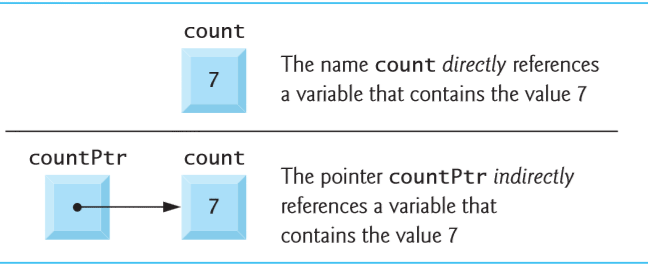 count
7
The name count directly references
a variable that contains the value 7
countPtr count
7
The pointer countPtr indirectly
references a variable that
contains the value 7